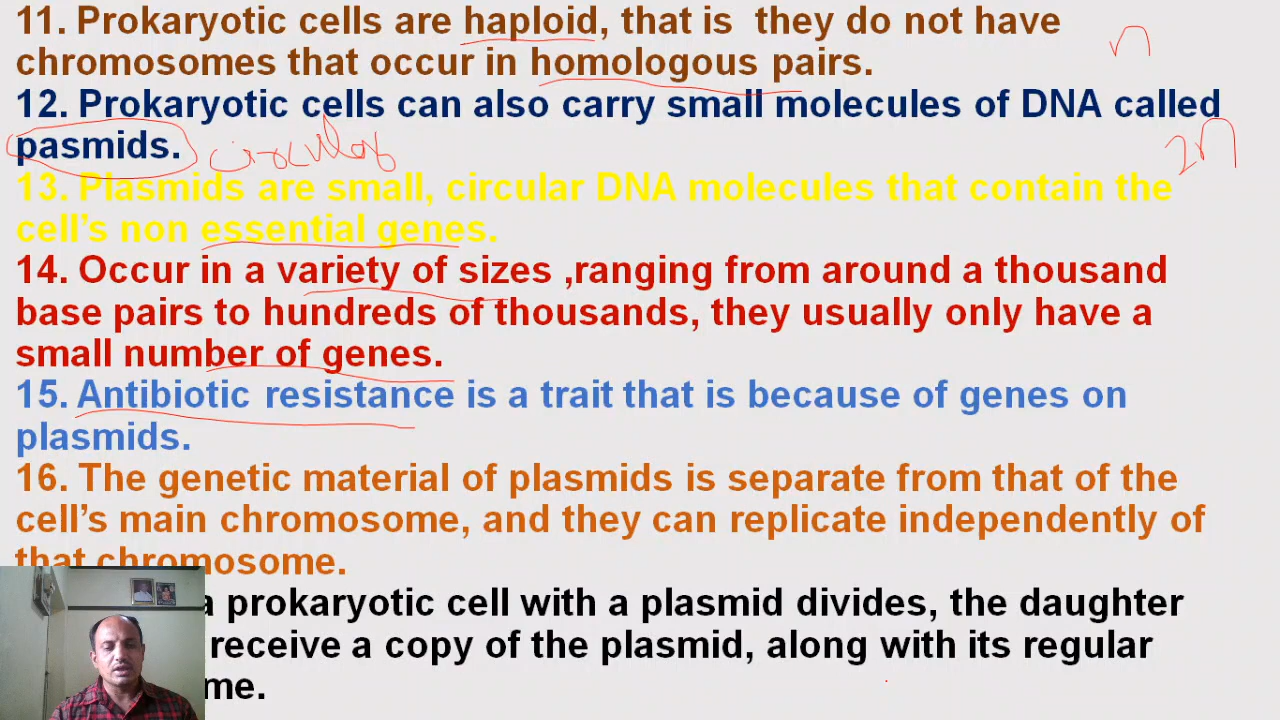 11. Prokaryotic cells are haploid, that is they do not have
chromosomes that occur in homologous pairs.
n
12. Prokaryotic cells can also carry small molecules of DNA called
pasmids.
circular
2n
13. Plasmids are small, circular DNA molecules that contain the
cell's non essential genes.
14. Occur in a variety of sizes ,ranging from around a thousand
base pairs to hundreds of thousands, they usually only have a
small number of genes.
15. Antibiotic resistance is a trait that is because of genes on
plasmids.
16. The genetic material of plasmids is separate from that of the
cell's main chromosome, and they can replicate independently of
that chromosome.
a prokaryotic cell with a plasmid divides, the daughter
receive a copy of the plasmid, along with its regular
me.